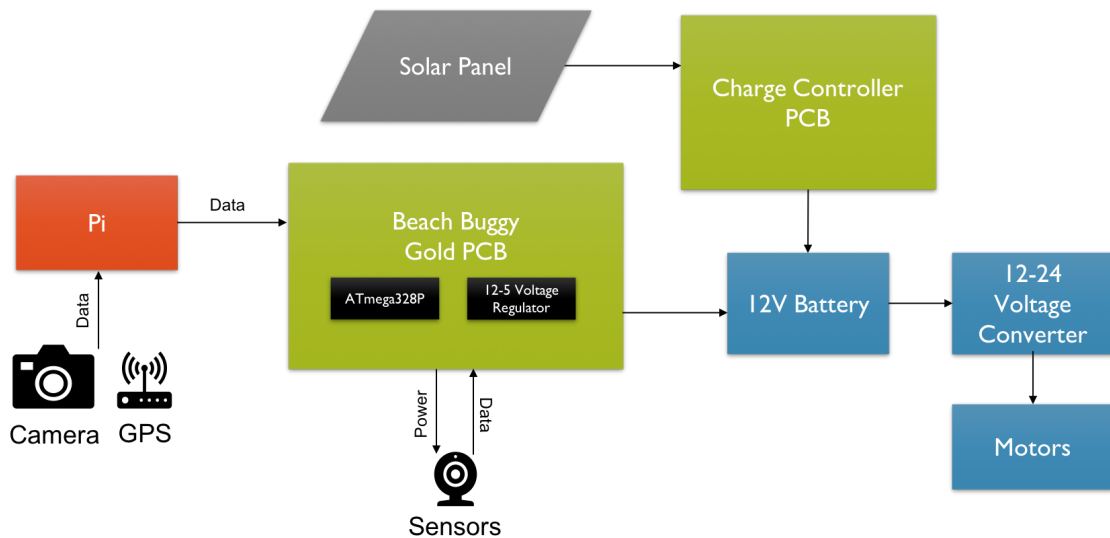 Solar Panel
Charge Controller
PCB
Pi
Data
Beach Buggy
Gold PCB
ATmega328P
12-5 Voltage
Regulator
12V Battery
12-24
Voltage
Converter
Data
Camera
GPS
Power
Data
Motors
Sensors